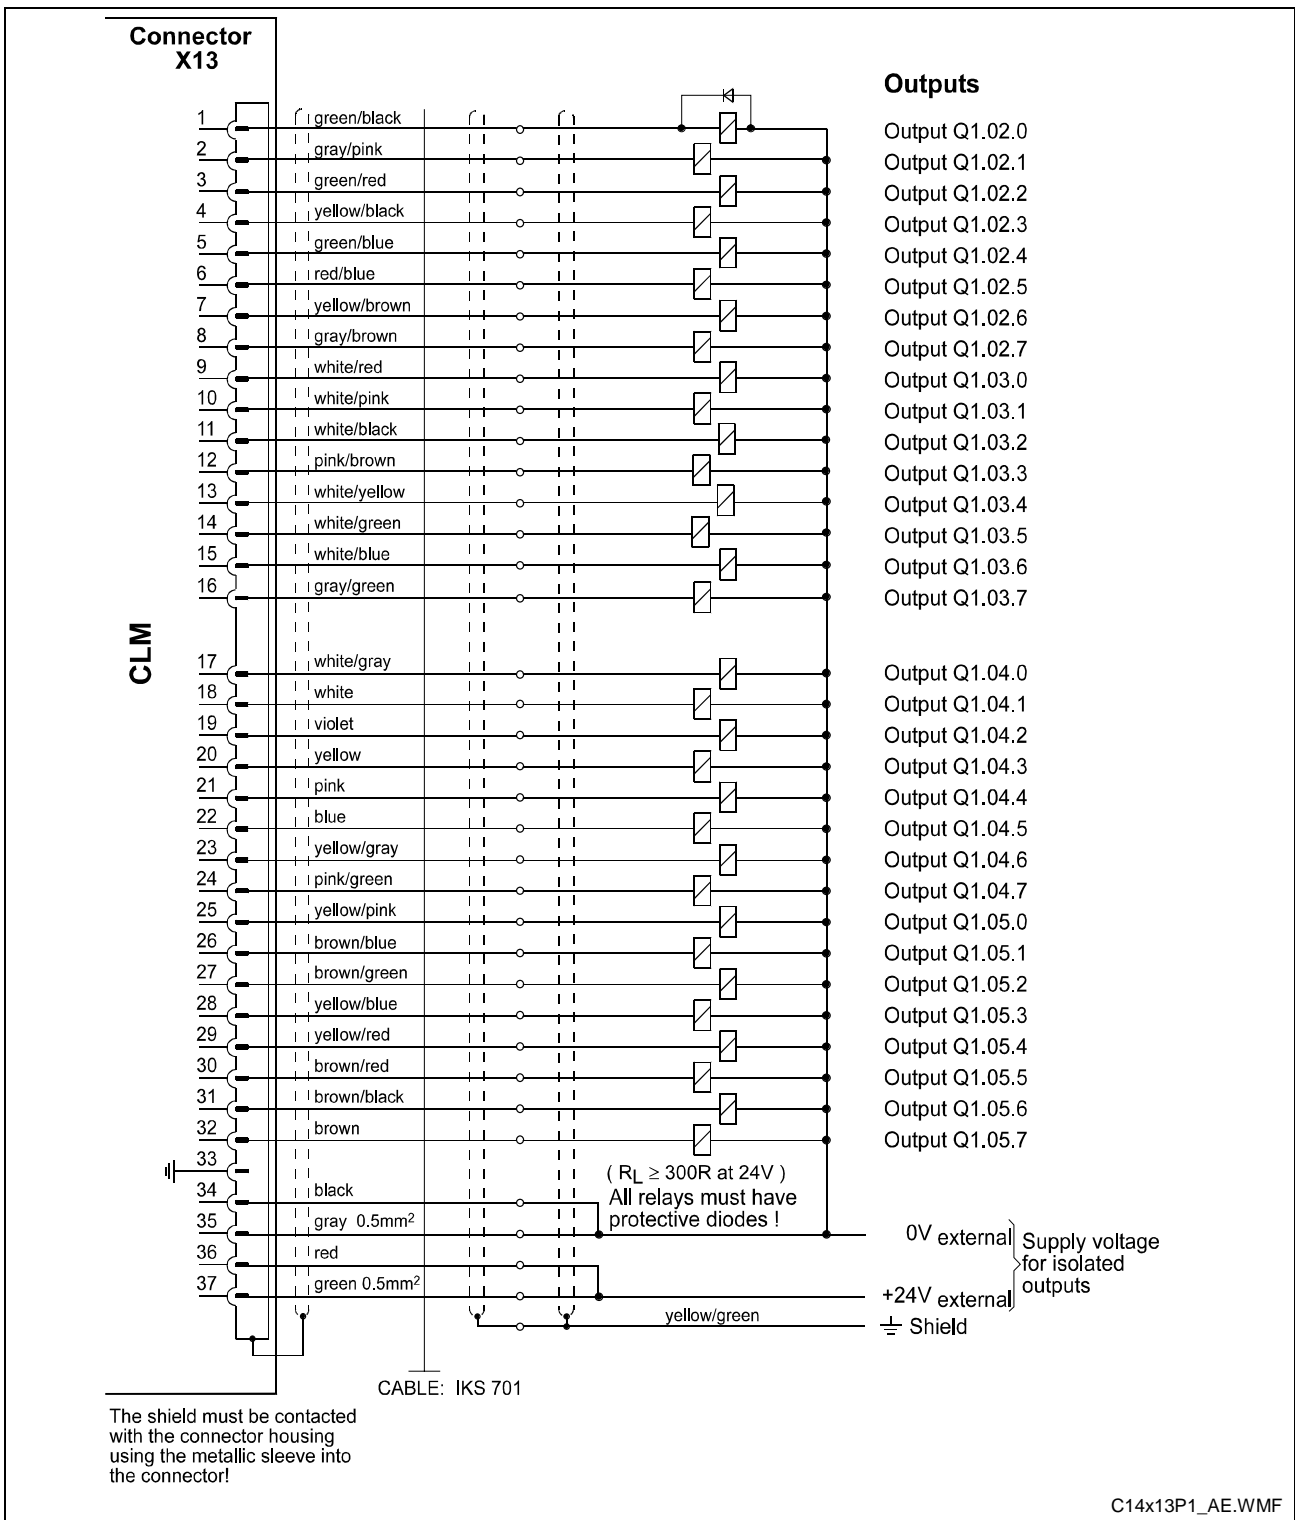 Connector
X13
Outputs
1 green/black Output Q1.02.0
2 gray/pink Output Q1.02.1
3 green/red Output Q1.02.2
4 yellow/black Output Q1.02.3
5 green/blue Output Q1.02.4
6 red/blue Output Q1.02.5
7 yellow/brown Output Q1.02.6
8 gray/brown Output Q1.02.7
9 white/red Output Q1.03.0
10 white/pink Output Q1.03.1
11 white/black Output Q1.03.2
12 pink/brown Output Q1.03.3
13 white/yellow Output Q1.03.4
14 white/green Output Q1.03.5
15 white/blue Output Q1.03.6
16 gray/green Output Q1.03.7
CLM
17 white/gray Output Q1.04.0
18 white Output Q1.04.1
19 violet Output Q1.04.2
20 yellow Output Q1.04.3
21 pink Output Q1.04.4
22 blue Output Q1.04.5
23 yellow/gray Output Q1.04.6
24 pink/green Output Q1.04.7
25 yellow/pink Output Q1.05.0
26 brown/blue Output Q1.05.1
27 brown/green Output Q1.05.2
28 yellow/blue Output Q1.05.3
29 yellow/red Output Q1.05.4
30 brown/red Output Q1.05.5
31 brown/black Output Q1.05.6
32 brown Output Q1.05.7
33
( RL ≥ 300R at 24V )
All relays must have
protective diodes !
34 black
35 gray 0.5mm²
36 red
37 green 0.5mm²
0V external
+24V external
Supply voltage
for isolated
outputs
yellow/green
Shield
CABLE: IKS 701
The shield must be contacted
with the connector housing
using the metallic sleeve into
the connector!
C14x13P1_AE.WMF